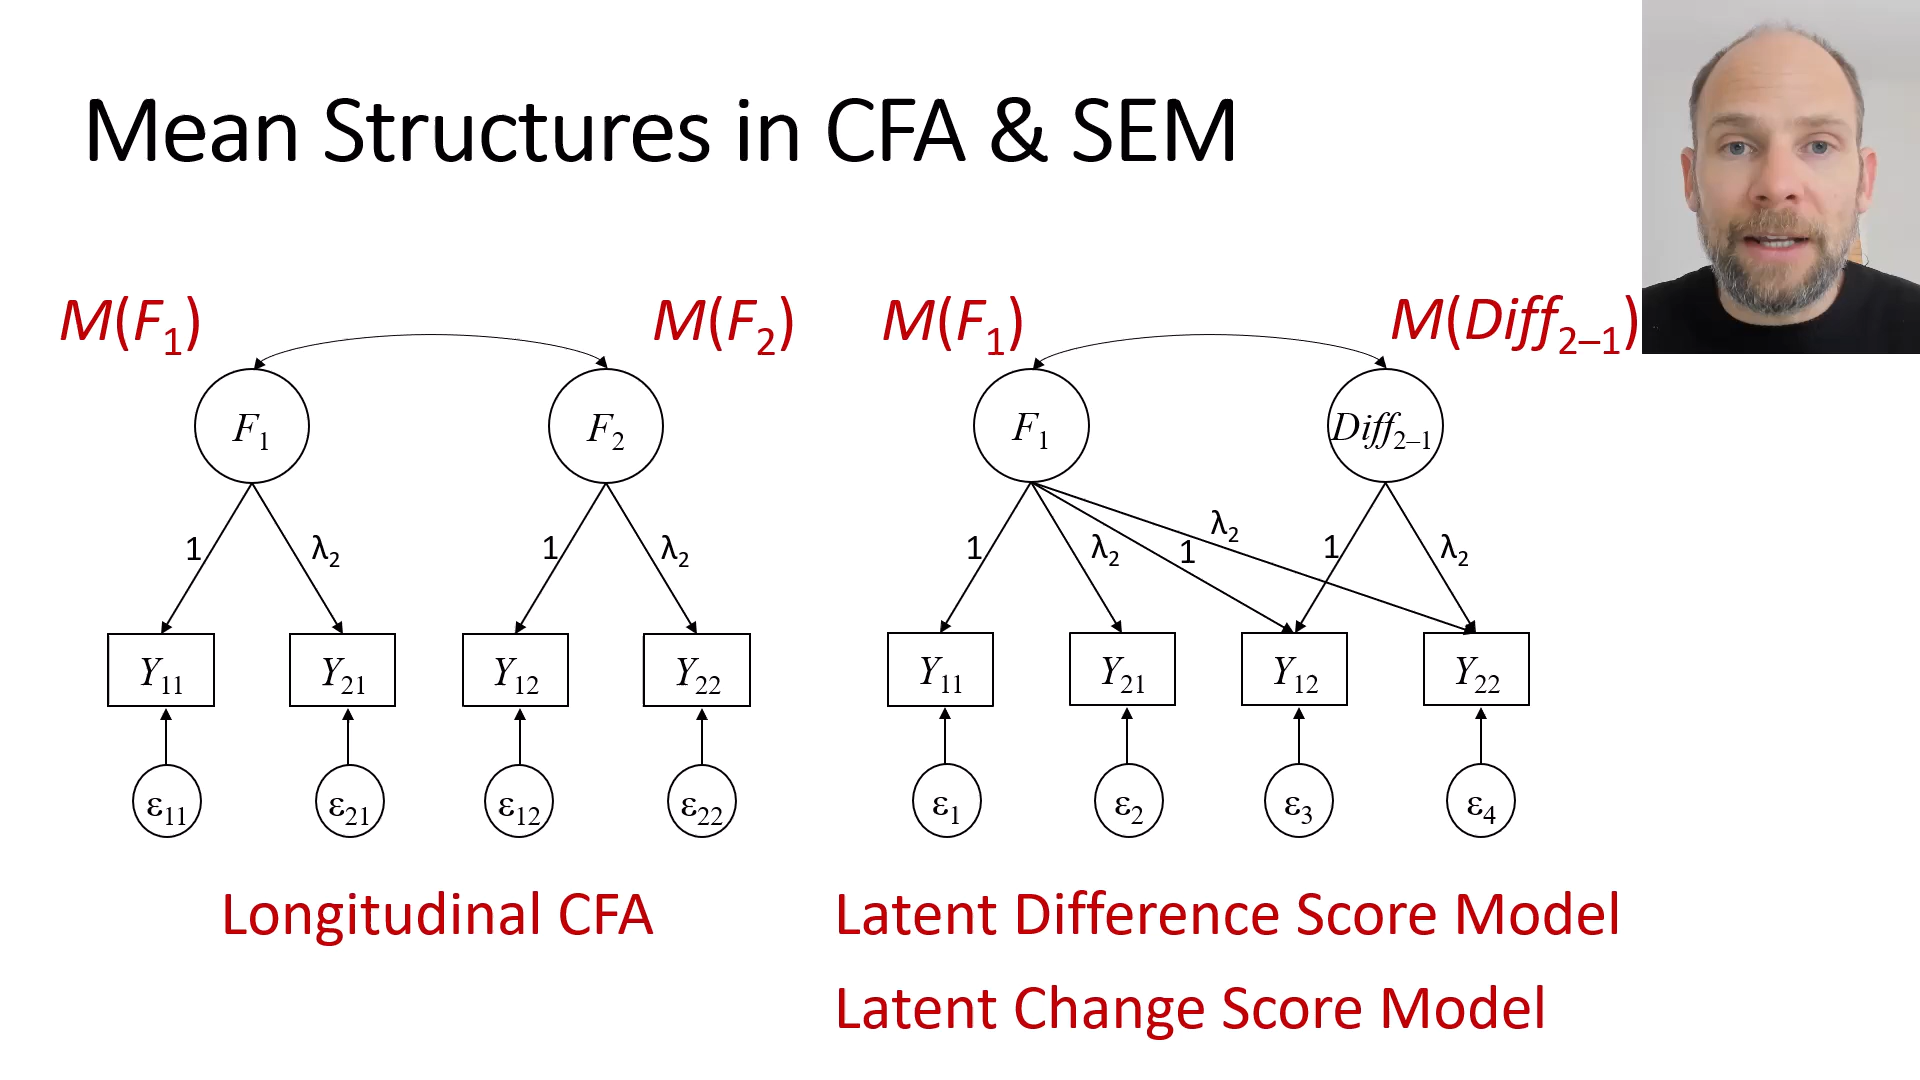 Mean Structures in CFA & SEM
M(F₁)
M(F₂)
M(F₁)
M(Diff₂₋₁)
F₁
F₂
F₁
Diff₂₋₁
1
λ₂
1
λ₂
1
λ₂
1
λ₂
1
λ₂
Y₁₁
Y₂₁
Y₁₂
Y₂₂
Y₁₁
Y₂₁
Y₁₂
Y₂₂
ε₁₁
ε₂₁
ε₁₂
ε₂₂
ε₁
ε₂
ε₃
ε₄
Longitudinal CFA
Latent Difference Score Model
Latent Change Score Model